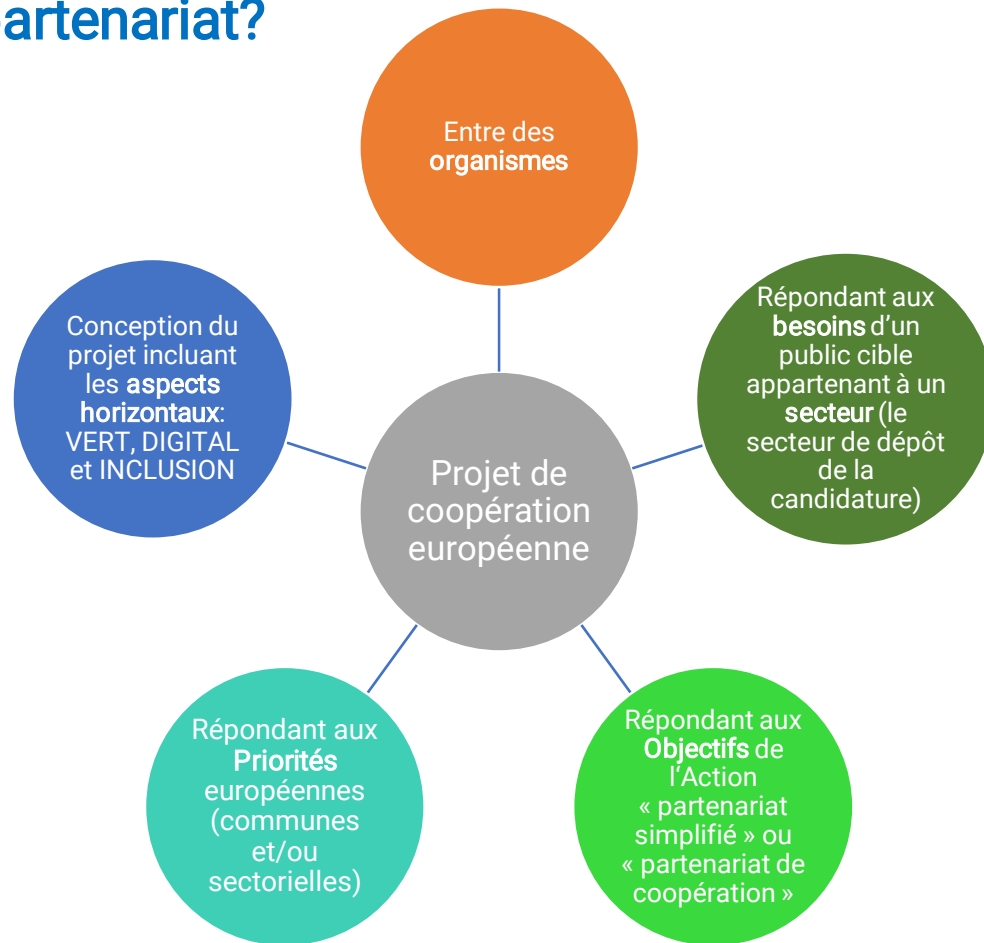 partenariat?
Entre des
organismes
Répondant aux
besoins d’un
public cible
appartenant à un
secteur (le
secteur de dépôt
de la
candidature)
Répondant aux
Objectifs de
l’Action
« partenariat
simplifié » ou
« partenariat de
coopération »
Répondant aux
Priorités
européennes
(communes
et/ou
sectorielles)
Conception du
projet incluant
les aspects
horizontaux:
VERT, DIGITAL
et INCLUSION
Projet de
coopération
européenne